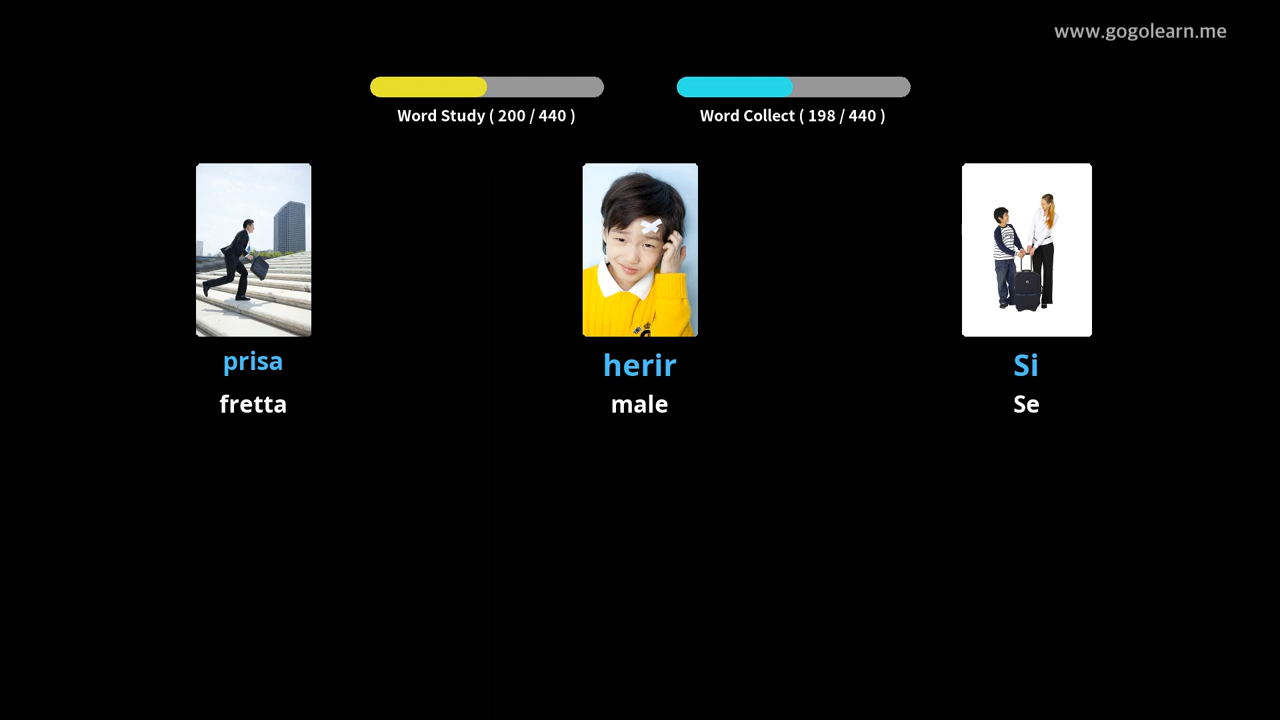 www.gogolearn.me
Word Study ( 200 / 440 )
Word Collect ( 198 / 440 )
prisa
herir
Si
fretta
male
Se